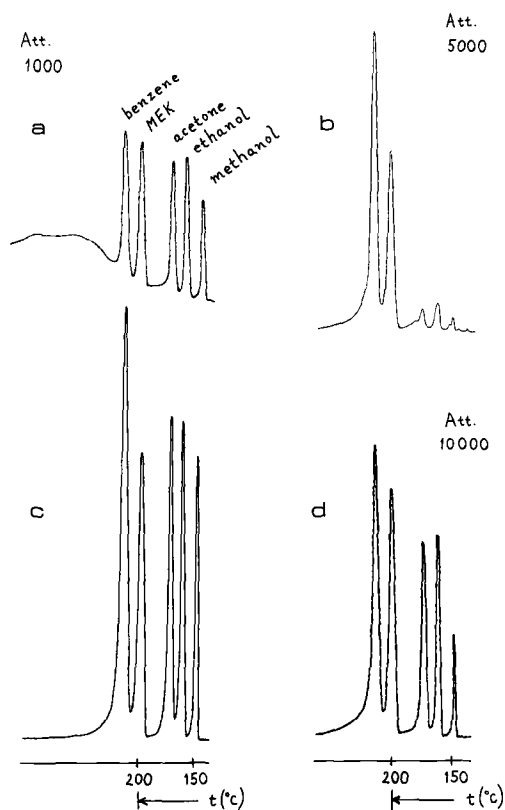 Att.
1000
a
benzene
MEK
acetone
ethanol
methanol
b
Att.
5000
c
d
Att.
10000
200
150
t(°c)
200
150
t(°c)